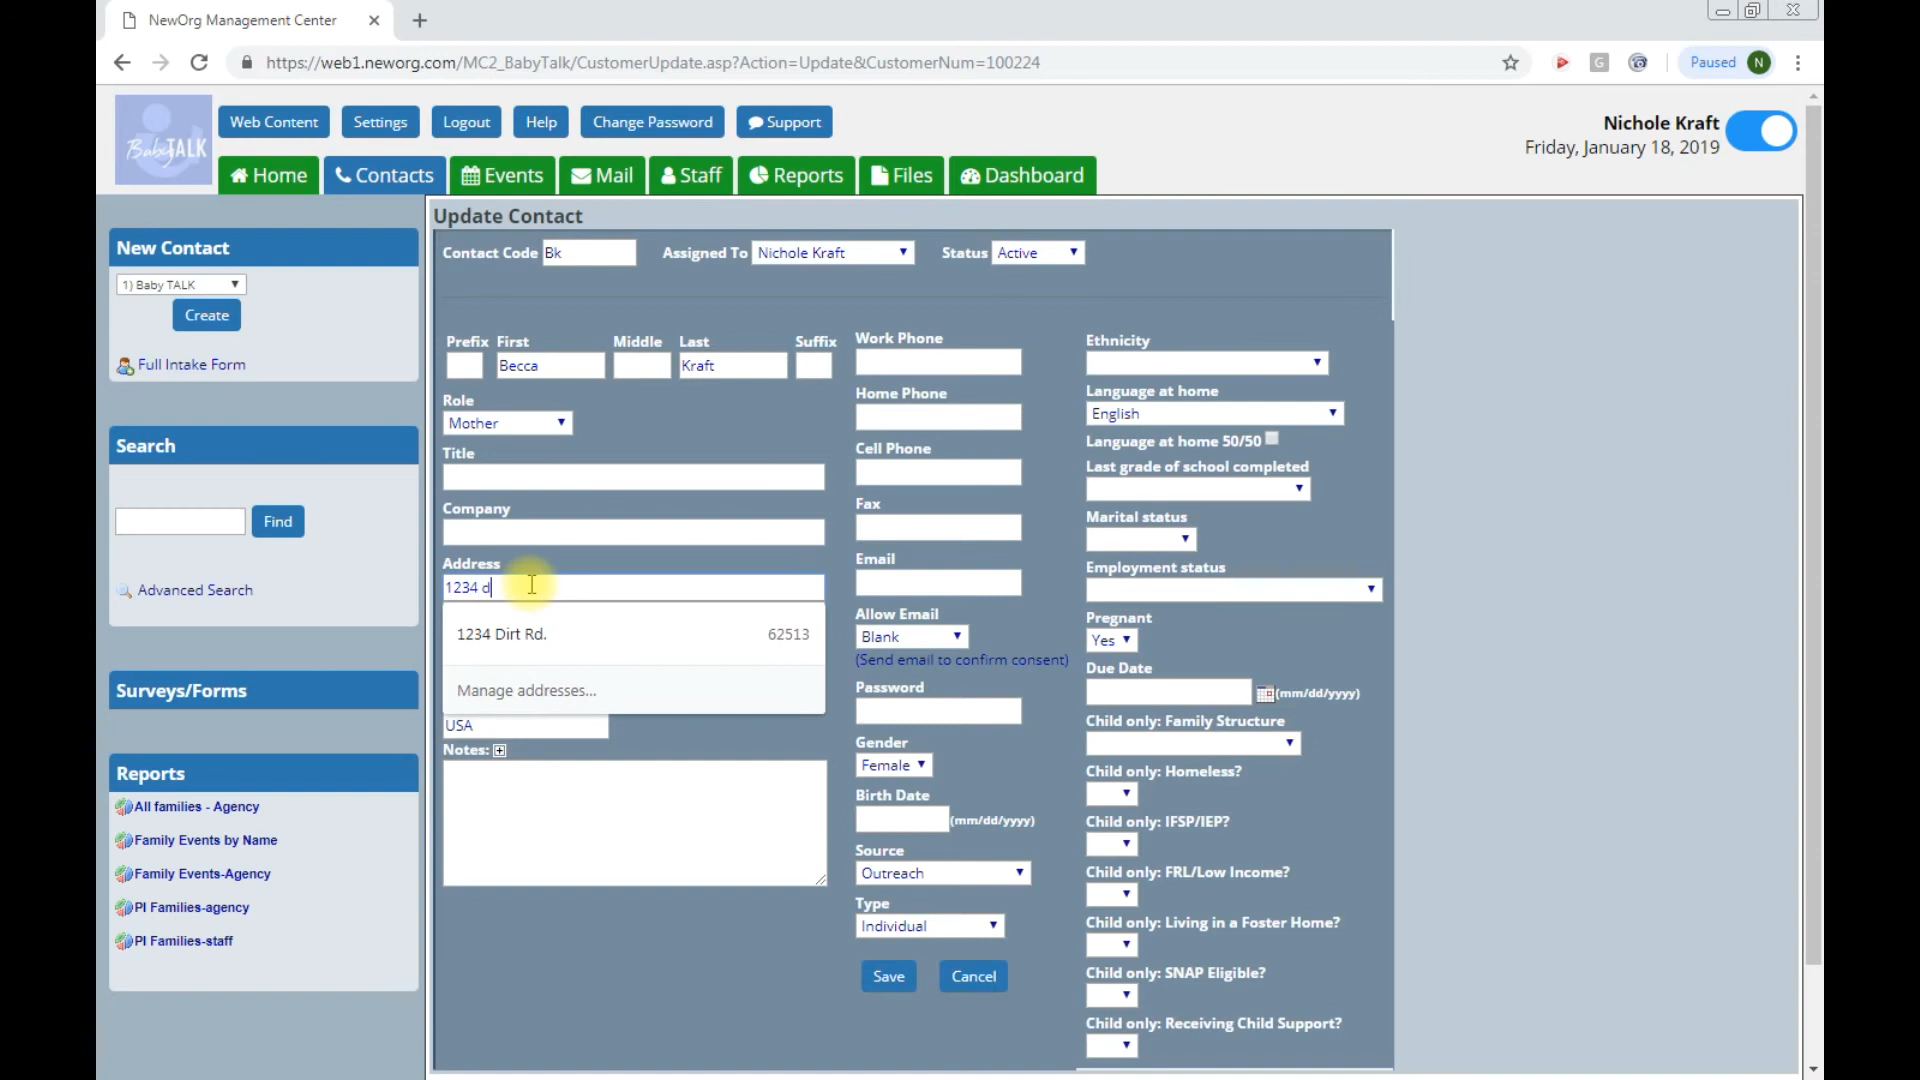 NewOrg Management Center
https://web1.neworg.com/MC2_BabyTalk/CustomerUpdate.asp?Action=Update&CustomerNum=100224
G
Paused N
BabyTALK
Web Content Settings Logout Help Change Password Support
Nichole Kraft
Friday, January 18, 2019
Home Contacts Events Mail Staff Reports Files Dashboard
New Contact
1) Baby TALK
Create
Full Intake Form
Search
Find
Advanced Search
Surveys/Forms
Reports
All families - Agency
Family Events by Name
Family Events-Agency
PI Families-agency
PI Families-staff
Update Contact
Contact Code Bk Assigned To Nichole Kraft Status Active
Prefix First Middle Last Suffix
Becca Kraft
Role
Mother
Title
Company
Address
1234 d
1234 Dirt Rd. 62513
Manage addresses...
USA
Notes:
Work Phone
Home Phone
Cell Phone
Fax
Email
Allow Email
Blank
(Send email to confirm consent)
Password
Gender
Female
Birth Date
(mm/dd/yyyy)
Source
Outreach
Type
Individual
Save Cancel
Ethnicity
Language at home
English
Language at home 50/50
Last grade of school completed
Marital status
Employment status
Pregnant
Yes
Due Date
(mm/dd/yyyy)
Child only: Family Structure
Child only: Homeless?
Child only: IFSP/IEP?
Child only: FRL/Low Income?
Child only: Living in a Foster Home?
Child only: SNAP Eligible?
Child only: Receiving Child Support?